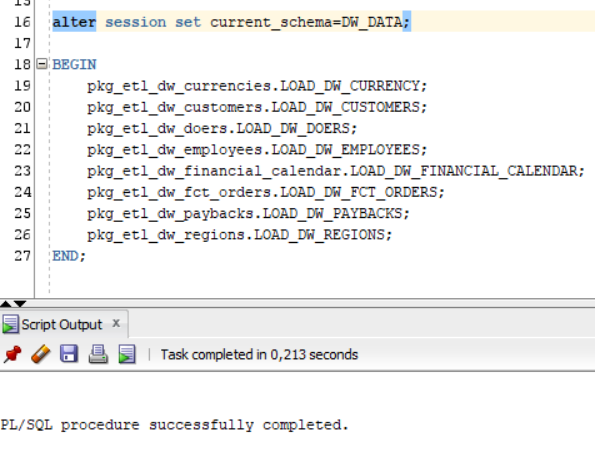 15
16 alter session set current_schema=DW_DATA;
17
18 BEGIN
19 pkg_etl_dw_currencies.LOAD_DW_CURRENCY;
20 pkg_etl_dw_customers.LOAD_DW_CUSTOMERS;
21 pkg_etl_dw_doers.LOAD_DW_DOERS;
22 pkg_etl_dw_employees.LOAD_DW_EMPLOYEES;
23 pkg_etl_dw_financial_calendar.LOAD_DW_FINANCIAL_CALENDAR;
24 pkg_etl_dw_fct_orders.LOAD_DW_FCT_ORDERS;
25 pkg_etl_dw_paybacks.LOAD_DW_PAYBACKS;
26 pkg_etl_dw_regions.LOAD_DW_REGIONS;
27 END;
Script Output x
Task completed in 0,213 seconds
PL/SQL procedure successfully completed.